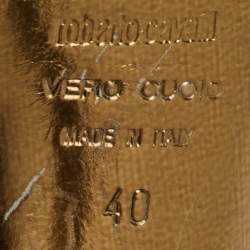 roberto cavalli
VERO CUOIO
MADE IN ITALY
40